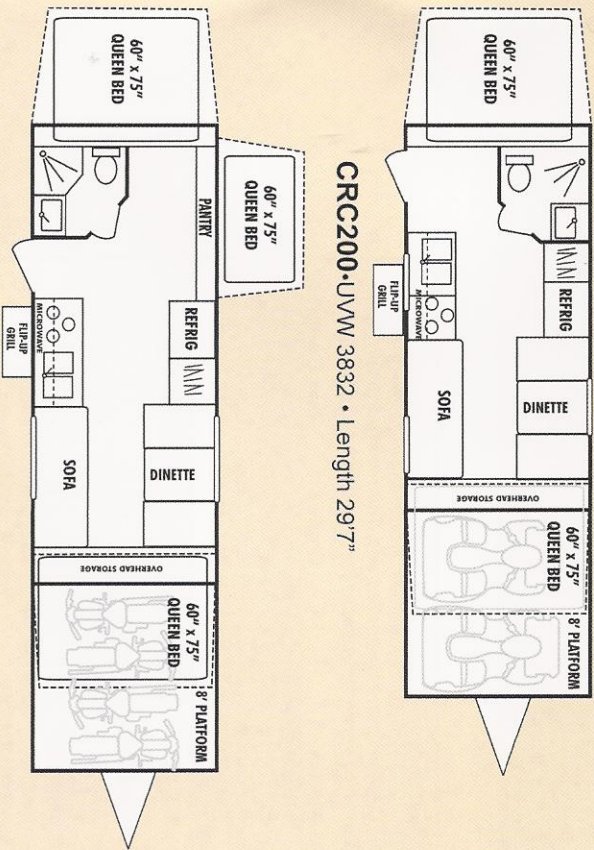 60" x 75"
QUEEN BED
REFRIG
DINETTE
MICROWAVE
FLIP-UP
GRILL
SOFA
OVERHEAD STORAGE
60" x 75"
QUEEN BED
8' PLATFORM
CRC200•UVW 3832 • Length 29'7"
60" x 75"
QUEEN BED
60" x 75"
QUEEN BED
PANTRY
REFRIG
DINETTE
MICROWAVE
FLIP-UP
GRILL
SOFA
OVERHEAD STORAGE
60" x 75"
QUEEN BED
8' PLATFORM